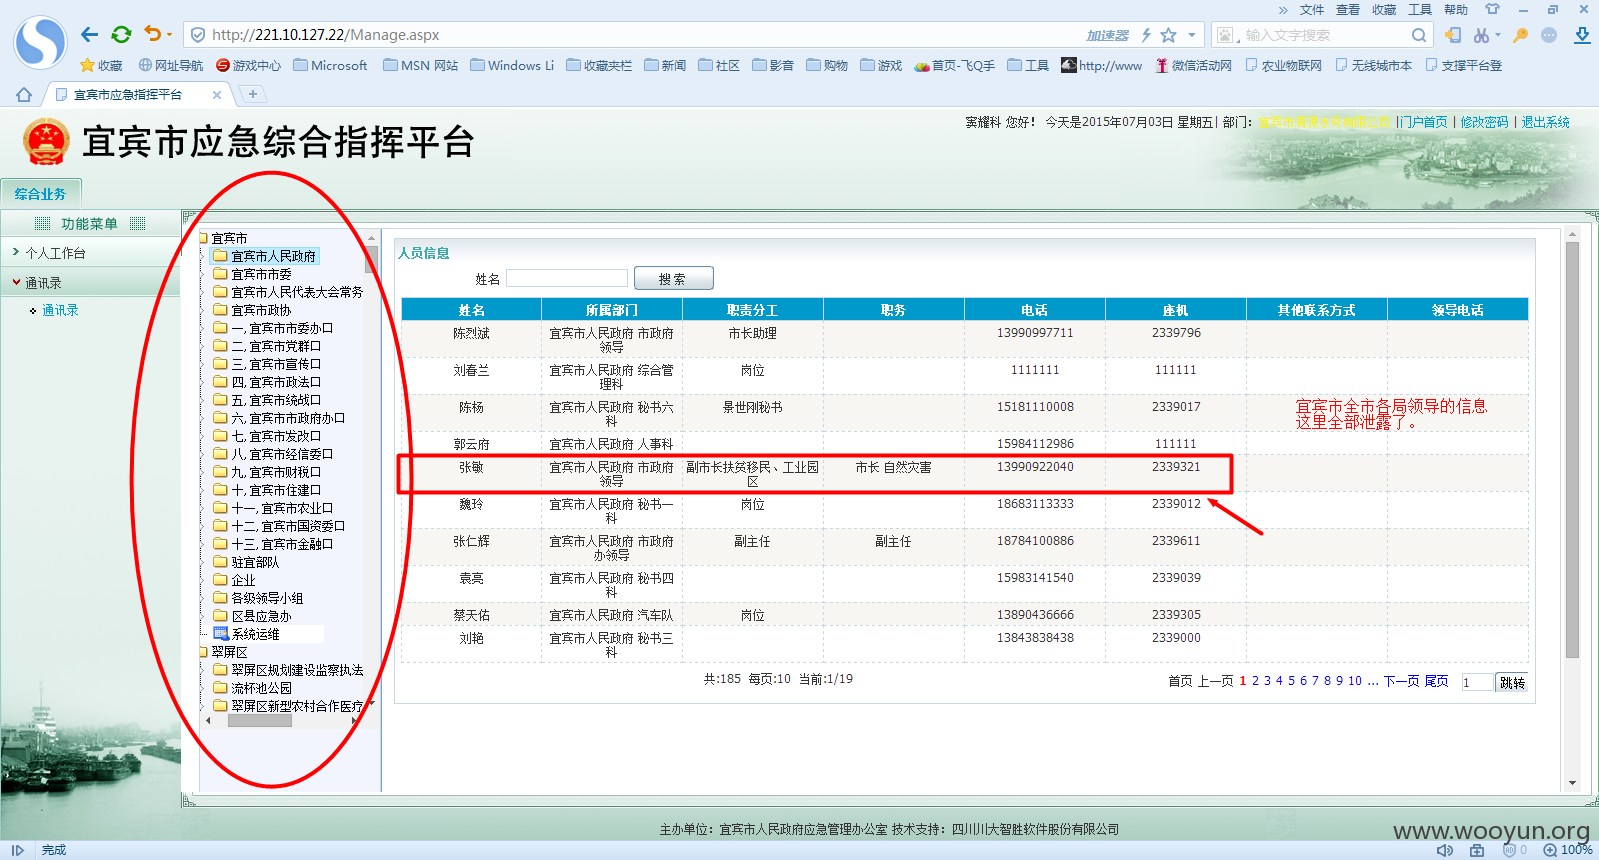 » 文件 查看 收藏 工具 帮助
http://221.10.127.22/Manage.aspx
加速器
输入文字搜索
收藏 网址导航 游戏中心 Microsoft MSN 网站 Windows Li 收藏夹栏 新闻 社区 影音 购物 游戏 首页-飞Q手 工具 http://www 微信活动网 农业物联网 无线城市本 支撑平台登
宜宾市应急指挥平台 × +
宜宾市应急综合指挥平台
窦耀科 您好! 今天是2015年07月03日 星期五| 部门:
|门户首页 | 修改密码 | 退出系统
综合业务
功能菜单
个人工作台
通讯录
通讯录
宜宾市
宜宾市人民政府
宜宾市市委
宜宾市人民代表大会常务
宜宾市政协
一, 宜宾市市委办口
二, 宜宾市党群口
三, 宜宾市宣传口
四, 宜宾市政法口
五, 宜宾市统战口
六, 宜宾市市政府办口
七, 宜宾市发改口
八, 宜宾市经信委口
九, 宜宾市财税口
十, 宜宾市住建口
十一, 宜宾市农业口
十二, 宜宾市国资委口
十三, 宜宾市金融口
驻宜部队
企业
各级领导小组
区县应急办
系统运维
翠屏区
翠屏区规划建设监察执法
流杯池公园
翠屏区新型农村合作医疗
人员信息
姓名 搜索
姓名 所属部门 职责分工 职务 电话 座机 其他联系方式 领导电话
陈烈斌 宜宾市人民政府 市政府 市长助理 13990997711 2339796
领导
刘春兰 宜宾市人民政府 综合管 岗位 1111111 111111
理科
陈杨 宜宾市人民政府 秘书六 景世刚秘书 15181110008 2339017
科
宜宾市全市各局领导的信息
这里全部泄露了。
郭云府 宜宾市人民政府 人事科 15984112986 111111
张敏 宜宾市人民政府 市政府 副市长扶贫移民、工业园 市长 自然灾害 13990922040 2339321
领导 区
魏玲 宜宾市人民政府 秘书一 岗位 18683113333 2339012
科
张仁辉 宜宾市人民政府 市政府 副主任 副主任 18784100886 2339611
办领导
袁亮 宜宾市人民政府 秘书四 15983141540 2339039
科
蔡天佑 宜宾市人民政府 汽车队 岗位 13890436666 2339305
刘艳 宜宾市人民政府 秘书三 13843838438 2339000
科
共:185 每页:10 当前:1/19
首页 上一页 1 2 3 4 5 6 7 8 9 10 ... 下一页 尾页 1 跳转
主办单位: 宜宾市人民政府应急管理办公室 技术支持: 四川川大智胜软件股份有限公司
www.wooyun.org
完成
0 100%